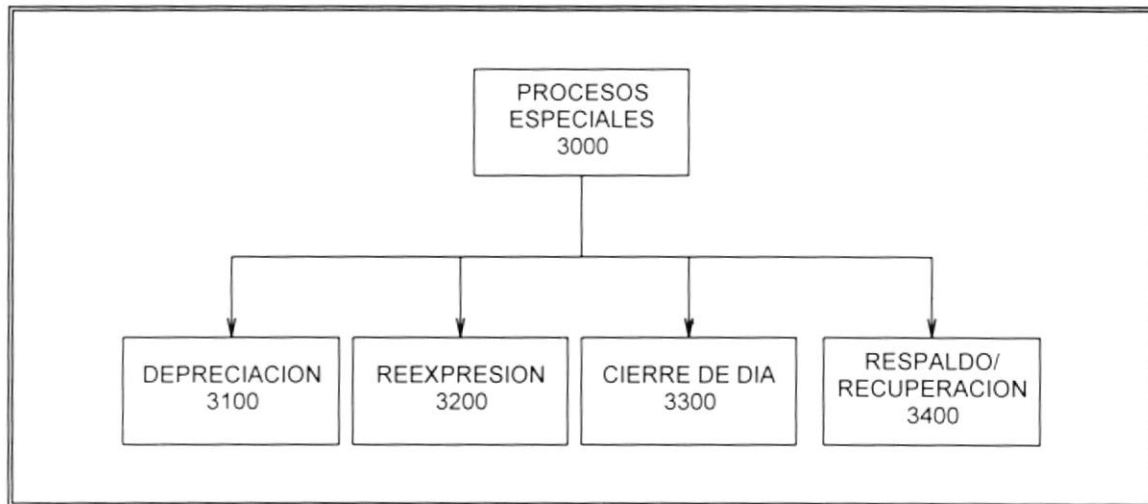 PROCESOS
ESPECIALES
3000
DEPRECIACION
3100
REEXPRESION
3200
CIERRE DE DIA
3300
RESPALDO/
RECUPERACION
3400